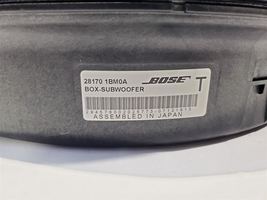 28170 1BM0A
BOSE
BOX-SUBWOOFER
T
ASSEMBLED IN JAPAN